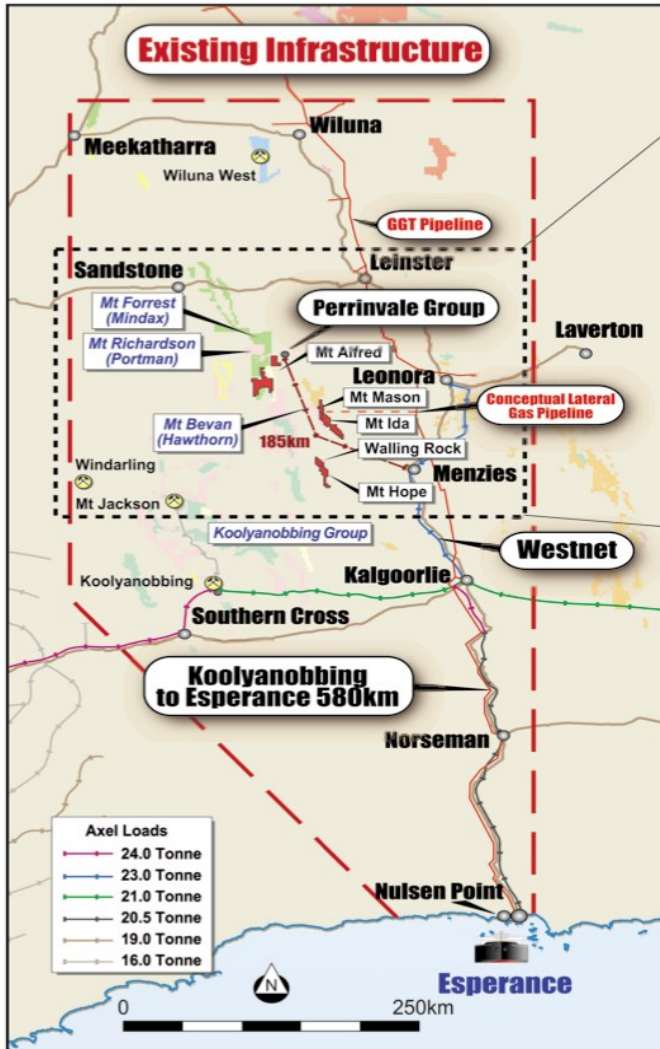 Existing Infrastructure
Wiluna
Meekatharra
Wiluna West
GGT Pipeline
Leinster
Sandstone
Mt Forrest
(Mindax)
Perrinvale Group
Mt Richardson
(Portman)
Mt Alfred
Laverton
Leonora
Mt Mason
Conceptual Lateral
Gas Pipeline
Mt Bevan
(Hawthorn)
185km
Mt Ida
Walling Rock
Windarling
Menzies
Mt Jackson
Mt Hope
Koolyanobbing Group
Westnet
Koolyanobbing
Kalgoorlie
Southern Cross
Koolyanobbing
to Esperance 580km
Norseman
Axel Loads
24.0 Tonne
23.0 Tonne
21.0 Tonne
20.5 Tonne
19.0 Tonne
16.0 Tonne
Nulsen Point
Esperance
N
0
250km